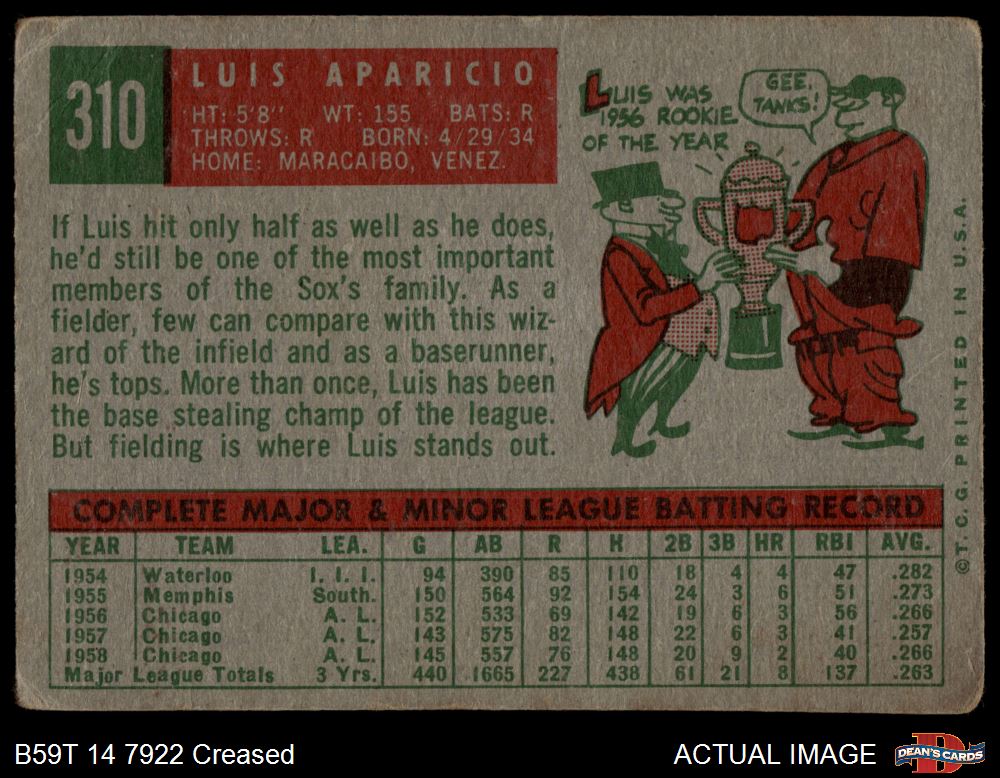 310
LUIS APARICIO
HT: 5'8" WT: 155 BATS: R
THROWS: R BORN: 4/29/34
HOME: MARACAIBO, VENEZ.
LUIS WAS
1956 ROOKIE
OF THE YEAR
GEE,
TANKS!
If Luis hit only half as well as he does,
he'd still be one of the most important
members of the Sox's family. As a
fielder, few can compare with this wiz-
ard of the infield and as a baserunner,
he's tops. More than once, Luis has been
the base stealing champ of the league.
But fielding is where Luis stands out.
©T.C.G. PRINTED IN U.S.A.
COMPLETE MAJOR & MINOR LEAGUE BATTING RECORD
YEAR TEAM LEA. G AB R H 2B 3B HR RBI AVG.
1954 Waterloo I. I. I. 94 390 85 110 18 4 4 47 .282
1955 Memphis South. 150 564 92 154 24 3 6 51 .273
1956 Chicago A. L. 152 533 69 142 19 6 3 56 .266
1957 Chicago A. L. 143 575 82 148 22 6 3 41 .257
1958 Chicago A. L. 145 557 76 148 20 9 2 40 .266
Major League Totals 3 Yrs. 440 1665 227 438 61 21 8 137 .263
B59T 14 7922 Creased
ACTUAL IMAGE
DEAN'S CARDS